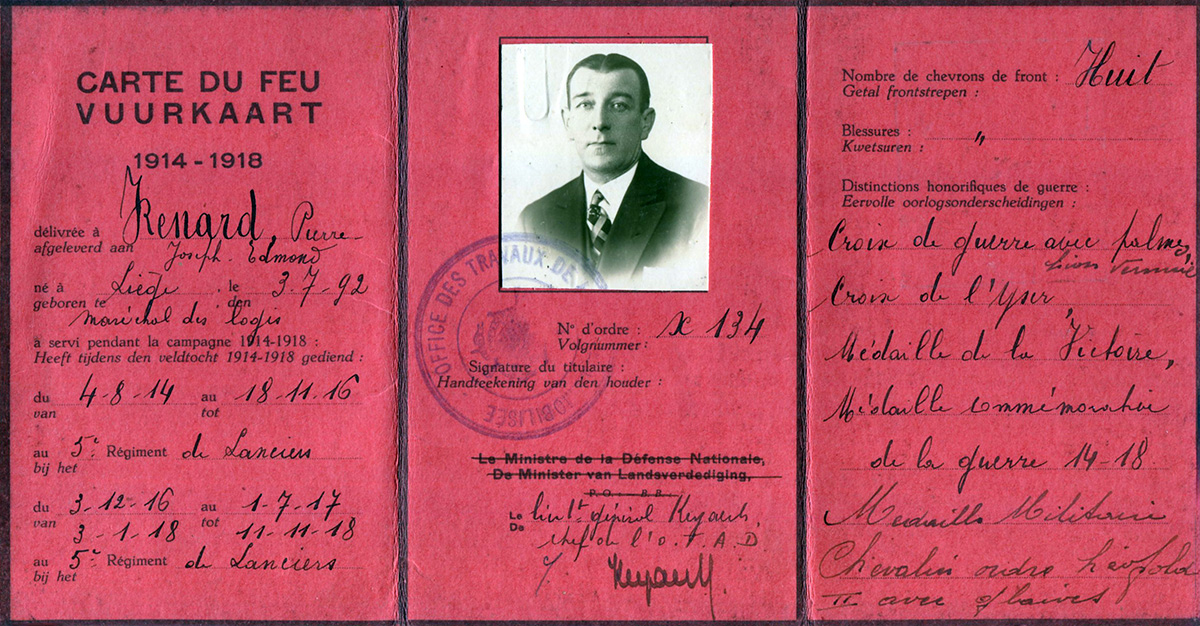 CARTE DU FEU
VUURKAART
1914 - 1918
délivrée à Renard, Pierre
afgeleverd aan Joseph - Edmond
né à Liège le 3-7-92
geboren te den
maréchal des logis
à servi pendant la campagne 1914-1918 :
Heeft tijdens den veldtocht 1914-1918 gediend :
du 4-8-14 au 18-11-16
van tot
au 5e Régiment de Lanciers
bij het
du 3-12-16 au 1-7-17
van 3-1-18 tot 11-11-18
au 5e Régiment de Lanciers
bij het
OFFICE DES TRAVAUX DE
N° d'ordre : x 134
Volgnummer :
Signature du titulaire :
Handteekening van den houder :
Le Ministre de la Défense Nationale,
De Minister van Landsverdediging,
P. O. : B. B.
Le
De
chef de l'O.T.A.D.
Nombre de chevrons de front : Huit
Getal frontstrepen :
Blessures : "
Kwetsuren :
Distinctions honorifiques de guerre :
Eervolle oorlogsonderscheidingen :
Croix de guerre avec palmes,
lion vermeil
Croix de l'Yser,
Médaille de la Victoire,
Médaille commémorative
de la guerre 14-18
Médaille Militaire
Chevalier ordre Léopold
II avec glaives